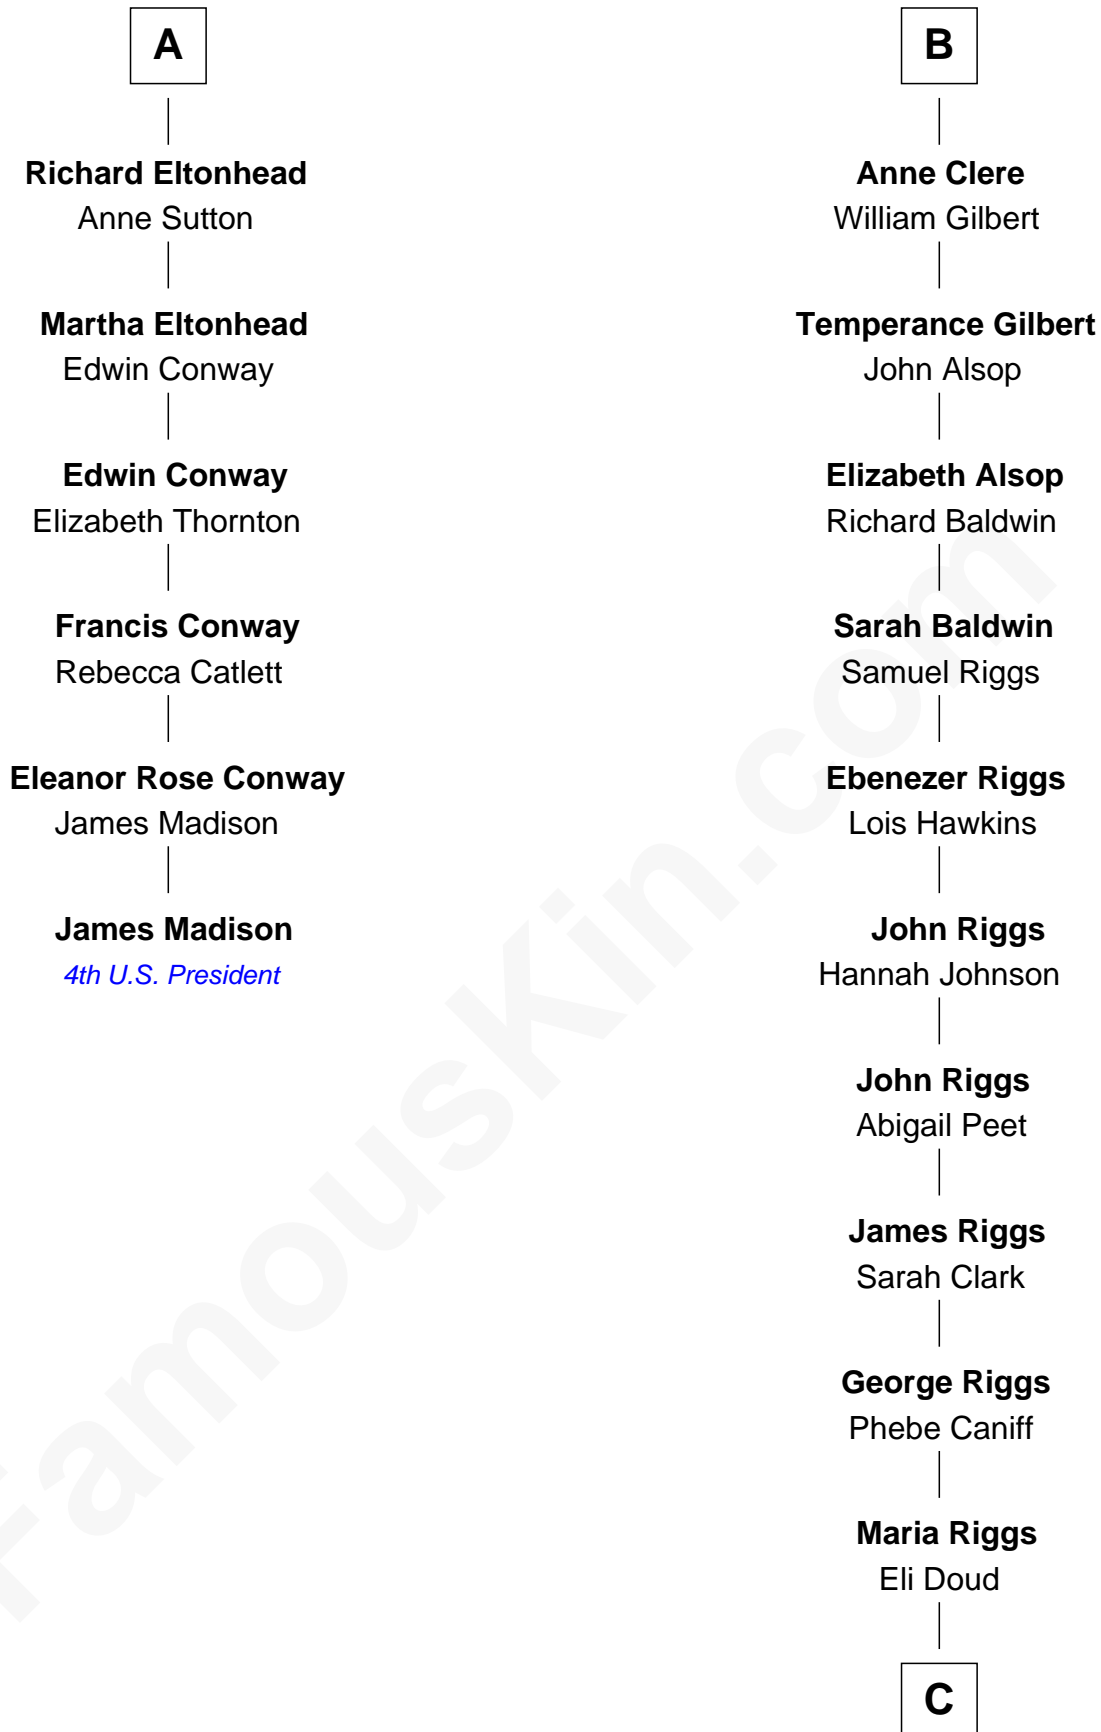 A
Richard Eltonhead
Anne Sutton
Martha Eltonhead
Edwin Conway
Edwin Conway
Elizabeth Thornton
Francis Conway
Rebecca Catlett
Eleanor Rose Conway
James Madison
James Madison
4th U.S. President
B
Anne Clere
William Gilbert
Temperance Gilbert
John Alsop
Elizabeth Alsop
Richard Baldwin
Sarah Baldwin
Samuel Riggs
Ebenezer Riggs
Lois Hawkins
John Riggs
Hannah Johnson
John Riggs
Abigail Peet
James Riggs
Sarah Clark
George Riggs
Phebe Caniff
Maria Riggs
Eli Doud
C
FamousKin.com